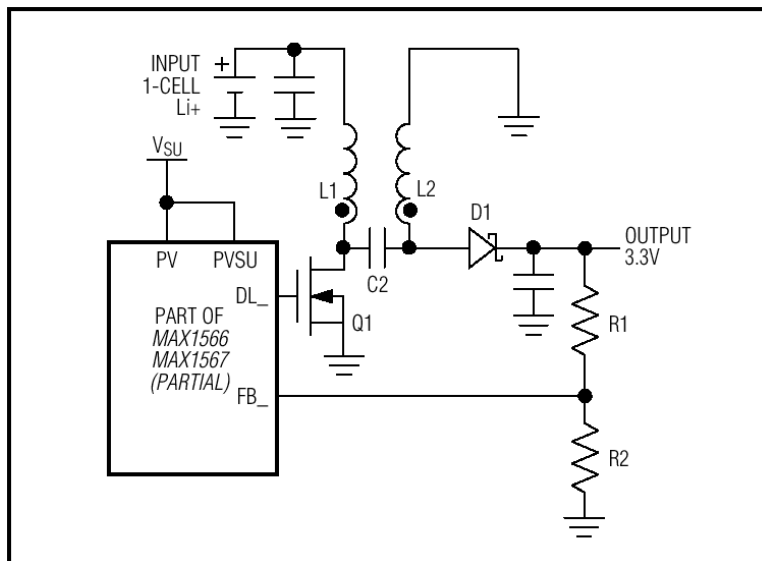 INPUT
1-CELL
Li+
+
VSU
L1
L2
D1
OUTPUT
3.3V
PV
PVSU
C2
DL_
Q1
R1
PART OF
MAX1566
MAX1567
(PARTIAL)
FB_
R2